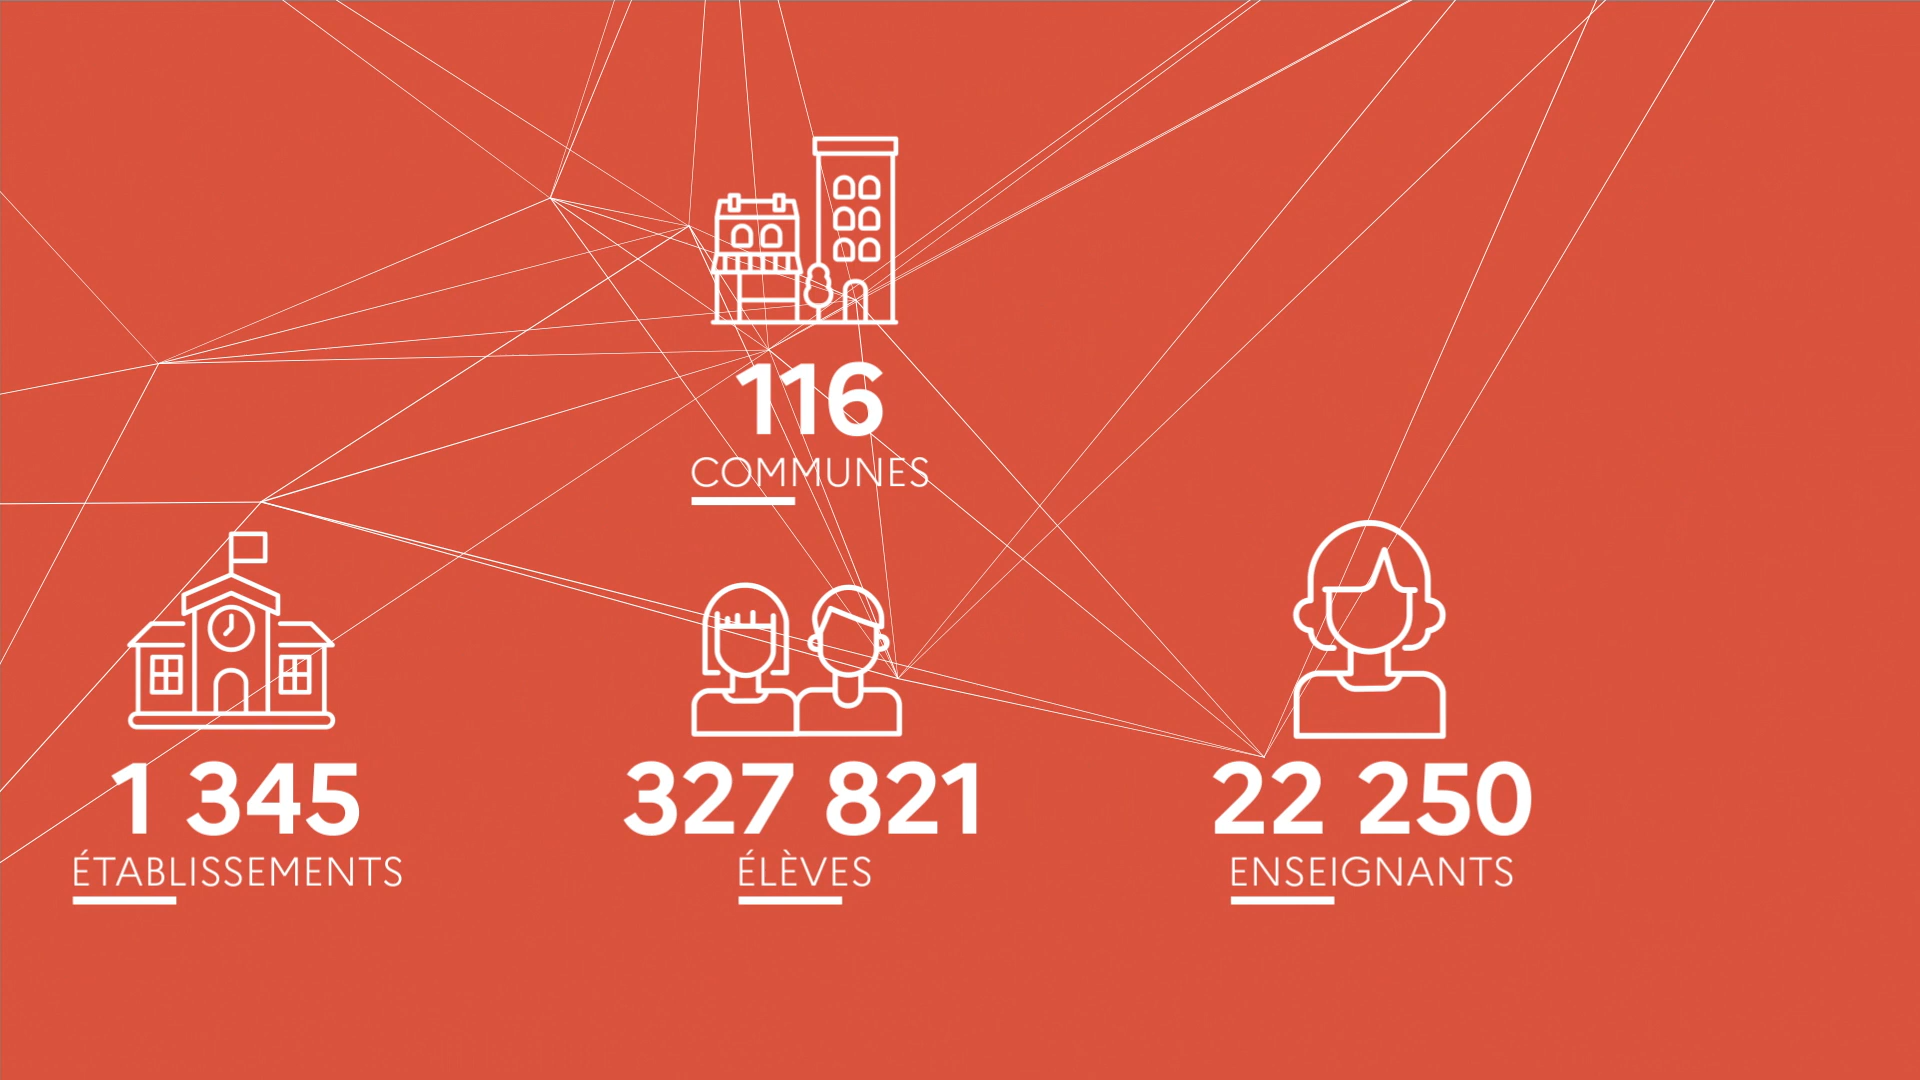 116
COMMUNES
1 345
ÉTABLISSEMENTS
327 821
ÉLÈVES
22 250
ENSEIGNANTS